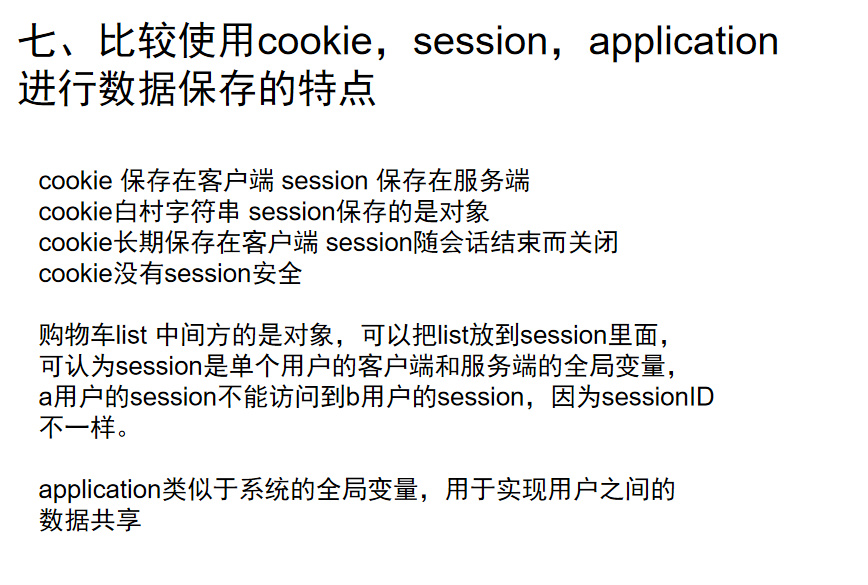 七、比较使用cookie，session，application
进行数据保存的特点
cookie 保存在客户端 session 保存在服务端
cookie白村字符串 session保存的是对象
cookie长期保存在客户端 session随会话结束而关闭
cookie没有session安全
购物车list 中间方的是对象，可以把list放到session里面，
可认为session是单个用户的客户端和服务端的全局变量，
a用户的session不能访问到b用户的session，因为sessionID
不一样。
application类似于系统的全局变量，用于实现用户之间的
数据共享